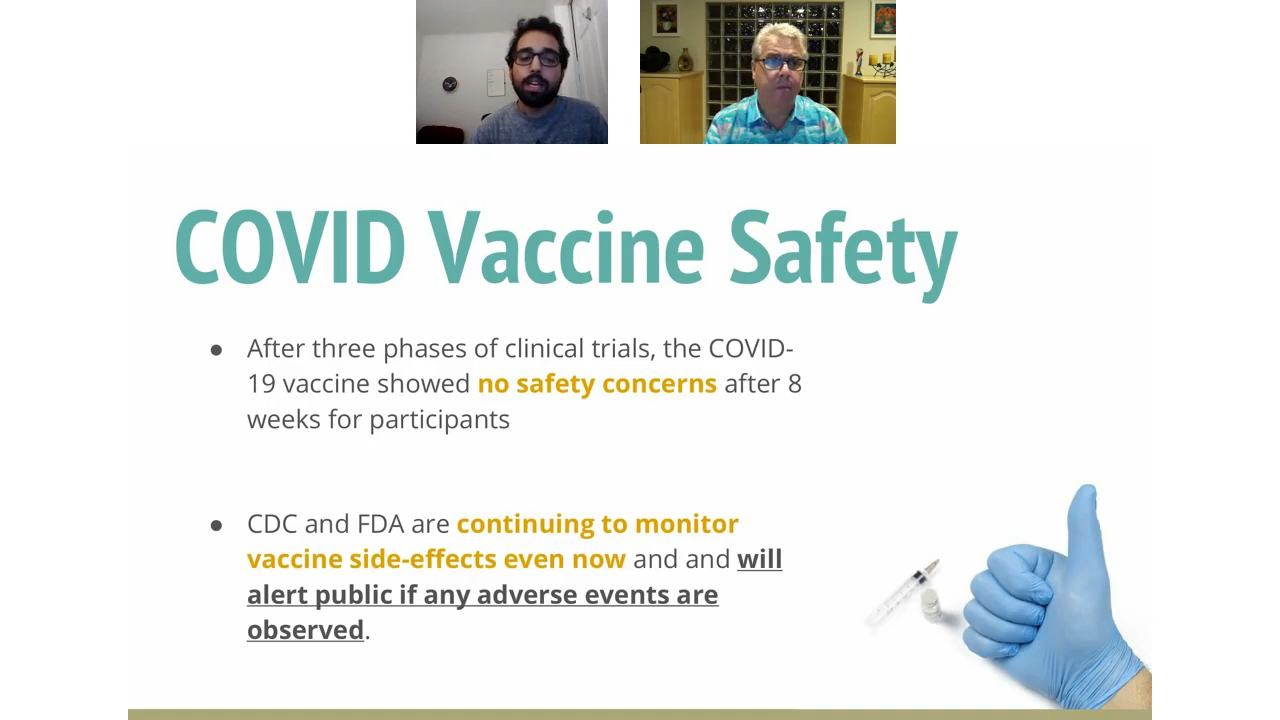 COVID Vaccine Safety
● After three phases of clinical trials, the COVID-
19 vaccine showed no safety concerns after 8
weeks for participants
● CDC and FDA are continuing to monitor
vaccine side-effects even now and and will
alert public if any adverse events are
observed.